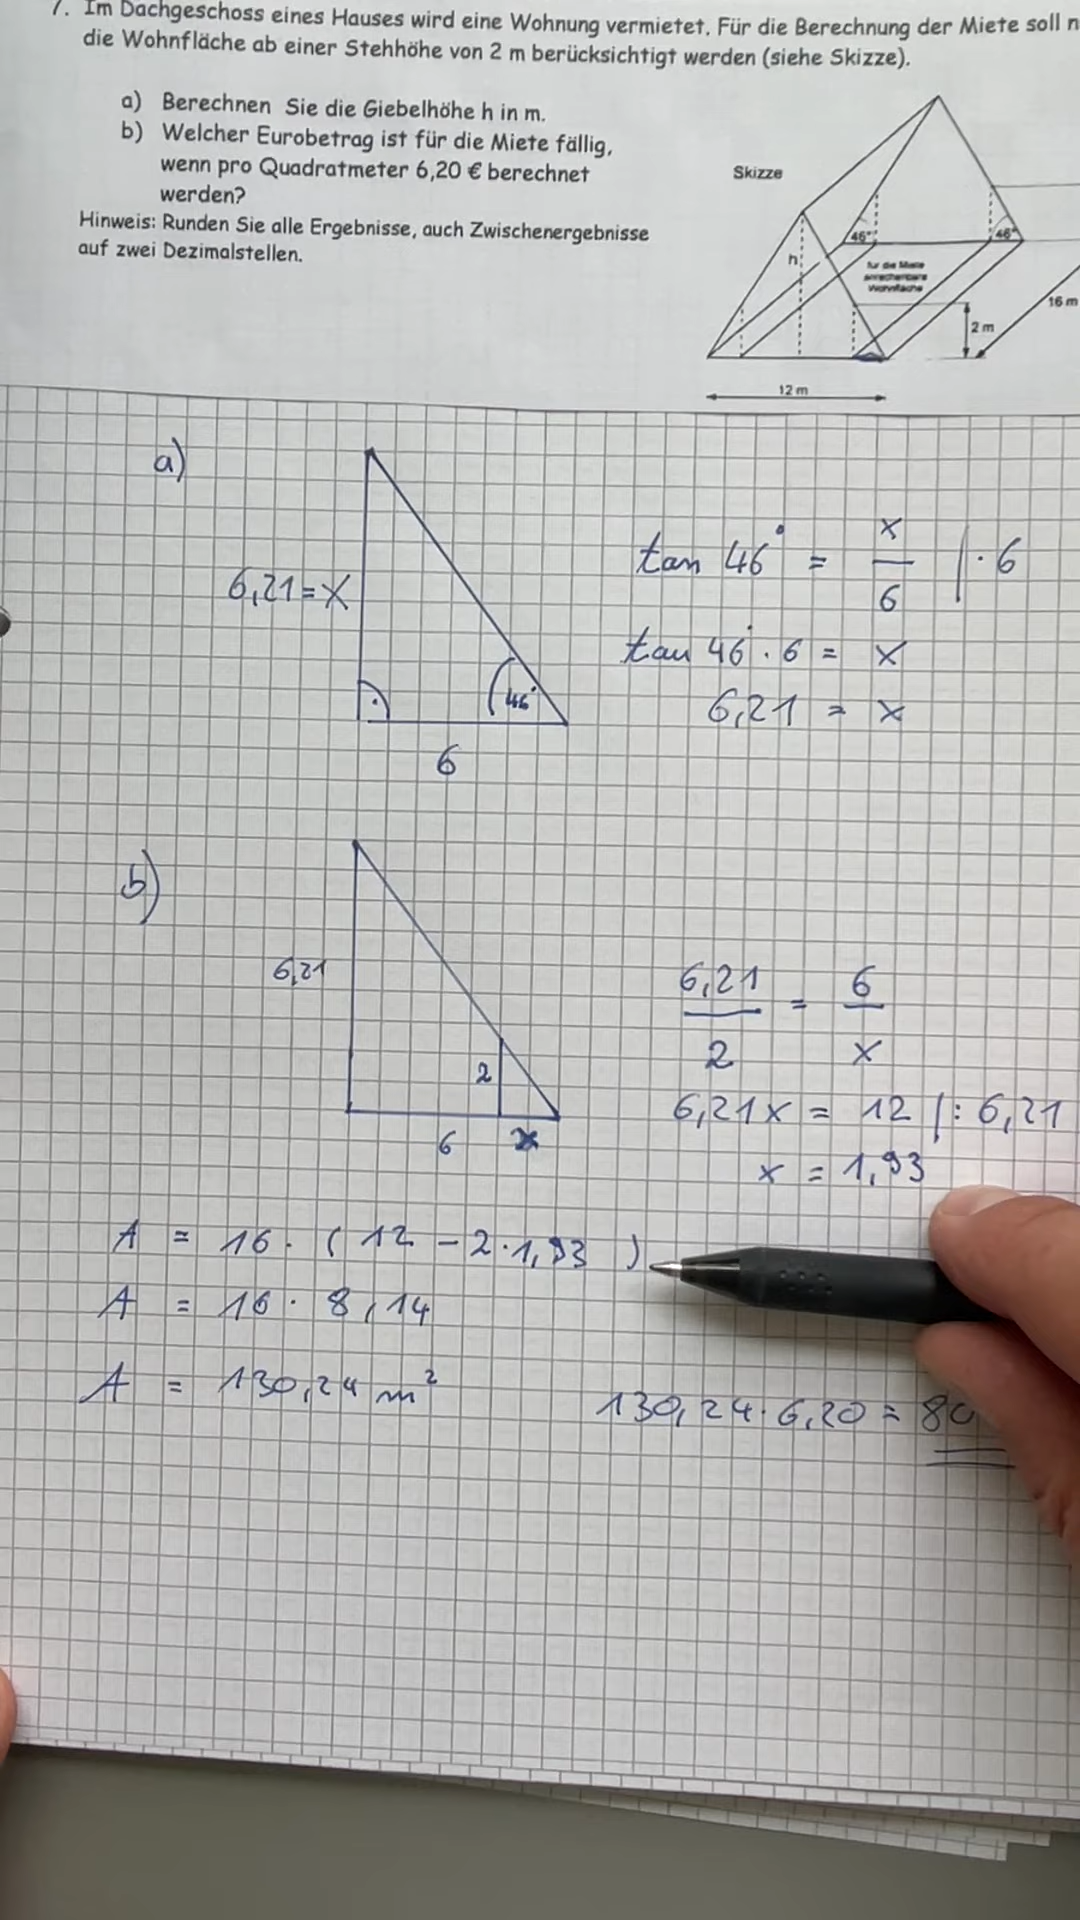 7. Im Dachgeschoss eines Hauses wird eine Wohnung vermietet. Für die Berechnung der Miete soll n
die Wohnfläche ab einer Stehhöhe von 2 m berücksichtigt werden (siehe Skizze).
a) Berechnen Sie die Giebelhöhe h in m.
b) Welcher Eurobetrag ist für die Miete fällig,
wenn pro Quadratmeter 6,20 € berechnet
werden?
Hinweis: Runden Sie alle Ergebnisse, auch Zwischenergebnisse
auf zwei Dezimalstellen.
Skizze
46°
46°
h
für die Miete
anrechenbare
Wohnfläche
16 m
2 m
12 m
a)
6,21 = x
46°
6
tan 46° = x/6 | · 6
tan 46° · 6 = x
6,21 = x
b)
6,21
2
6 x
6,21/2 = 6/x
6,21x = 12 | : 6,21
x = 1,93
A = 16 · ( 12 - 2 · 1,93 )
A = 16 · 8,14
A = 130,24 m²
130,24 · 6,20 = 80